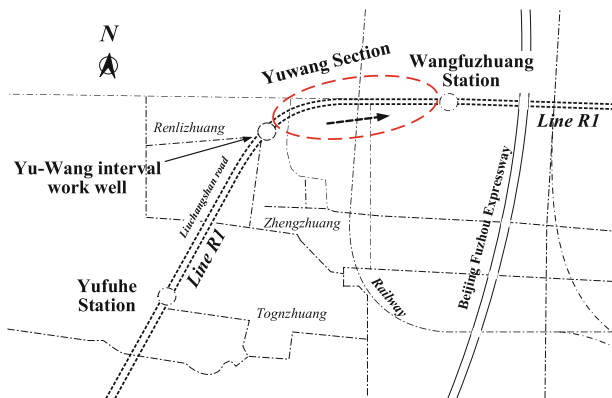 N
Yuwang Section
Wangfuzhuang
Station
Line R1
Renlizhuang
Yu-Wang interval
work well
Liuchangshan road
Zhengzhuang
Line R1
Beijing Fuzhou Expressway
Yufuhe
Station
Railway
Tognzhuang